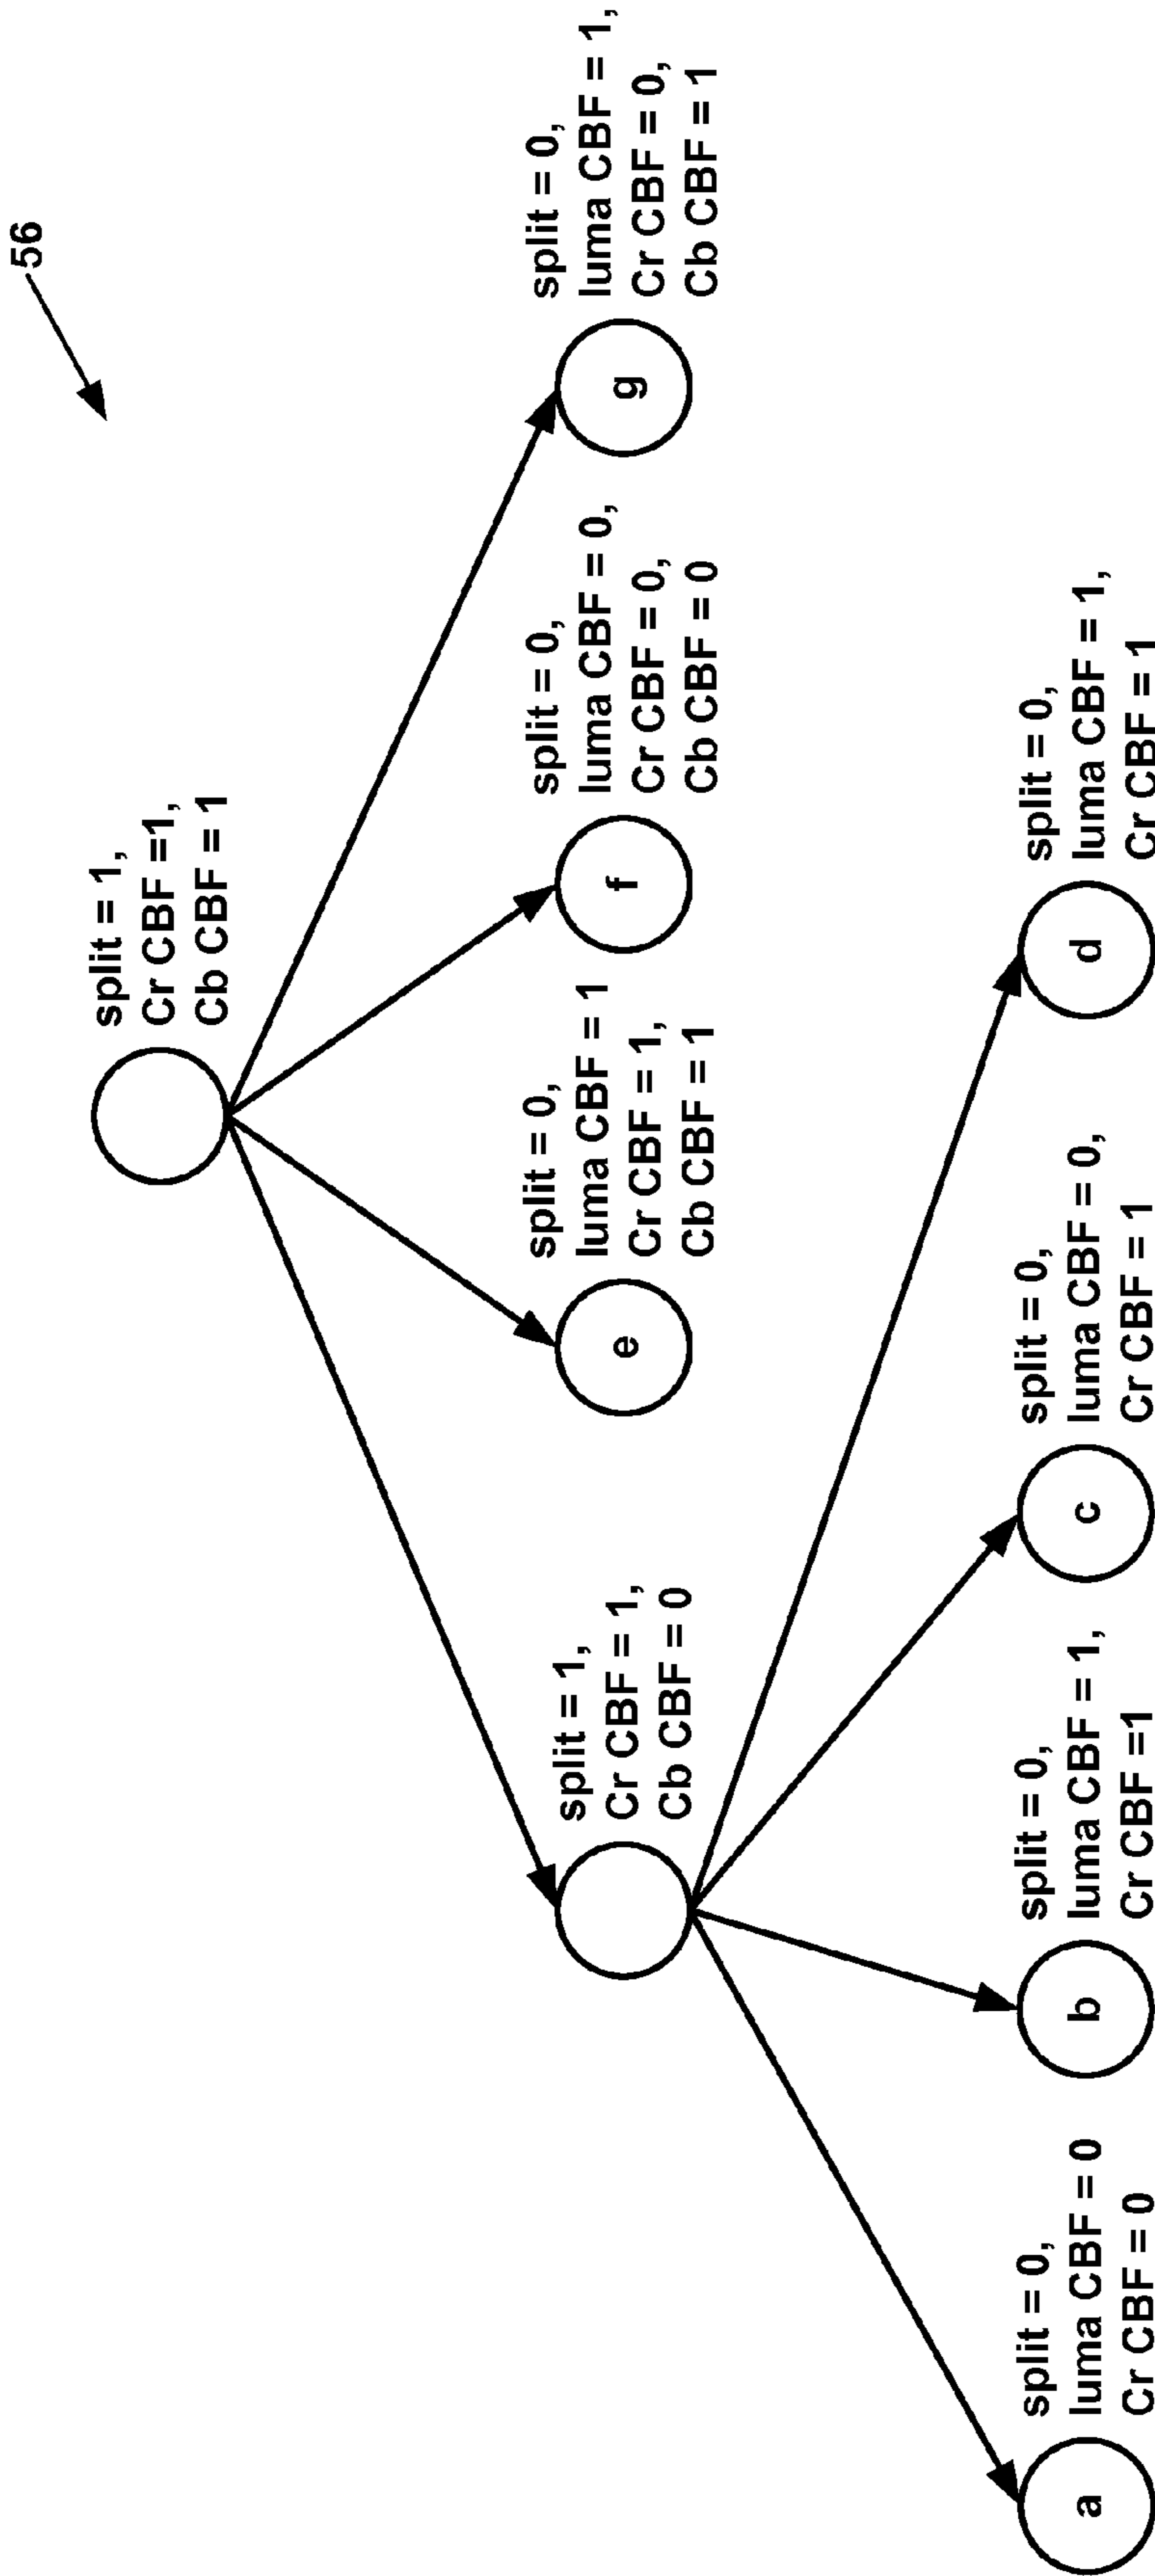 56
split = 1,
Cr CBF =1,
Cb CBF = 1
split = 1,
Cr CBF = 1,
Cb CBF = 0
e
split = 0,
luma CBF = 1
Cr CBF = 1,
Cb CBF = 1
f
split = 0,
luma CBF = 0,
Cr CBF = 0,
Cb CBF = 0
g
split = 0,
luma CBF = 1,
Cr CBF = 0,
Cb CBF = 1
a
split = 0,
luma CBF = 0
Cr CBF = 0
b
split = 0,
luma CBF = 1,
Cr CBF =1
c
split = 0,
luma CBF = 0,
Cr CBF = 1
d
split = 0,
luma CBF = 1,
Cr CBF = 1